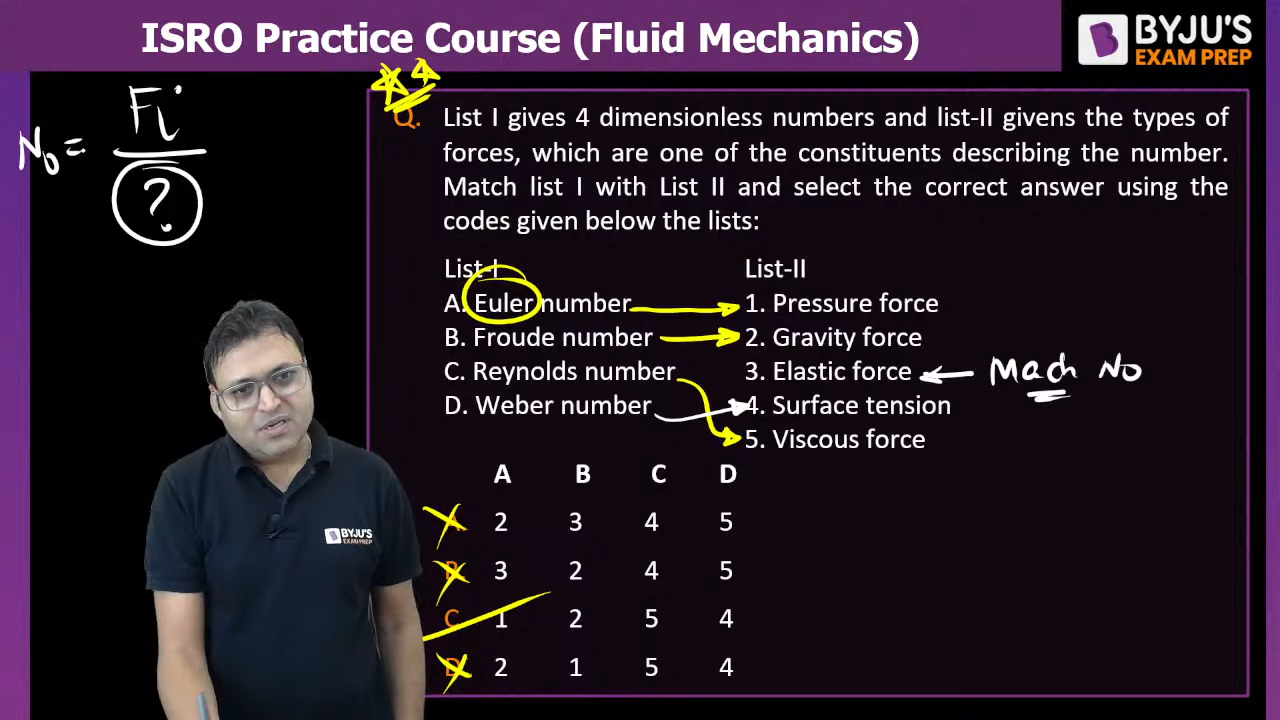 ISRO Practice Course (Fluid Mechanics)
BYJU'S
EXAM PREP
No = Fi / ?
Q. List I gives 4 dimensionless numbers and list-II givens the types of
forces, which are one of the constituents describing the number.
Match list I with List II and select the correct answer using the
codes given below the lists:
List-I List-II
A. Euler number 1. Pressure force
B. Froude number 2. Gravity force
C. Reynolds number 3. Elastic force Mach No
D. Weber number 4. Surface tension
5. Viscous force
A B C D
A 2 3 4 5
B 3 2 4 5
C 1 2 5 4
D 2 1 5 4
BYJU'S
EXAM PREP